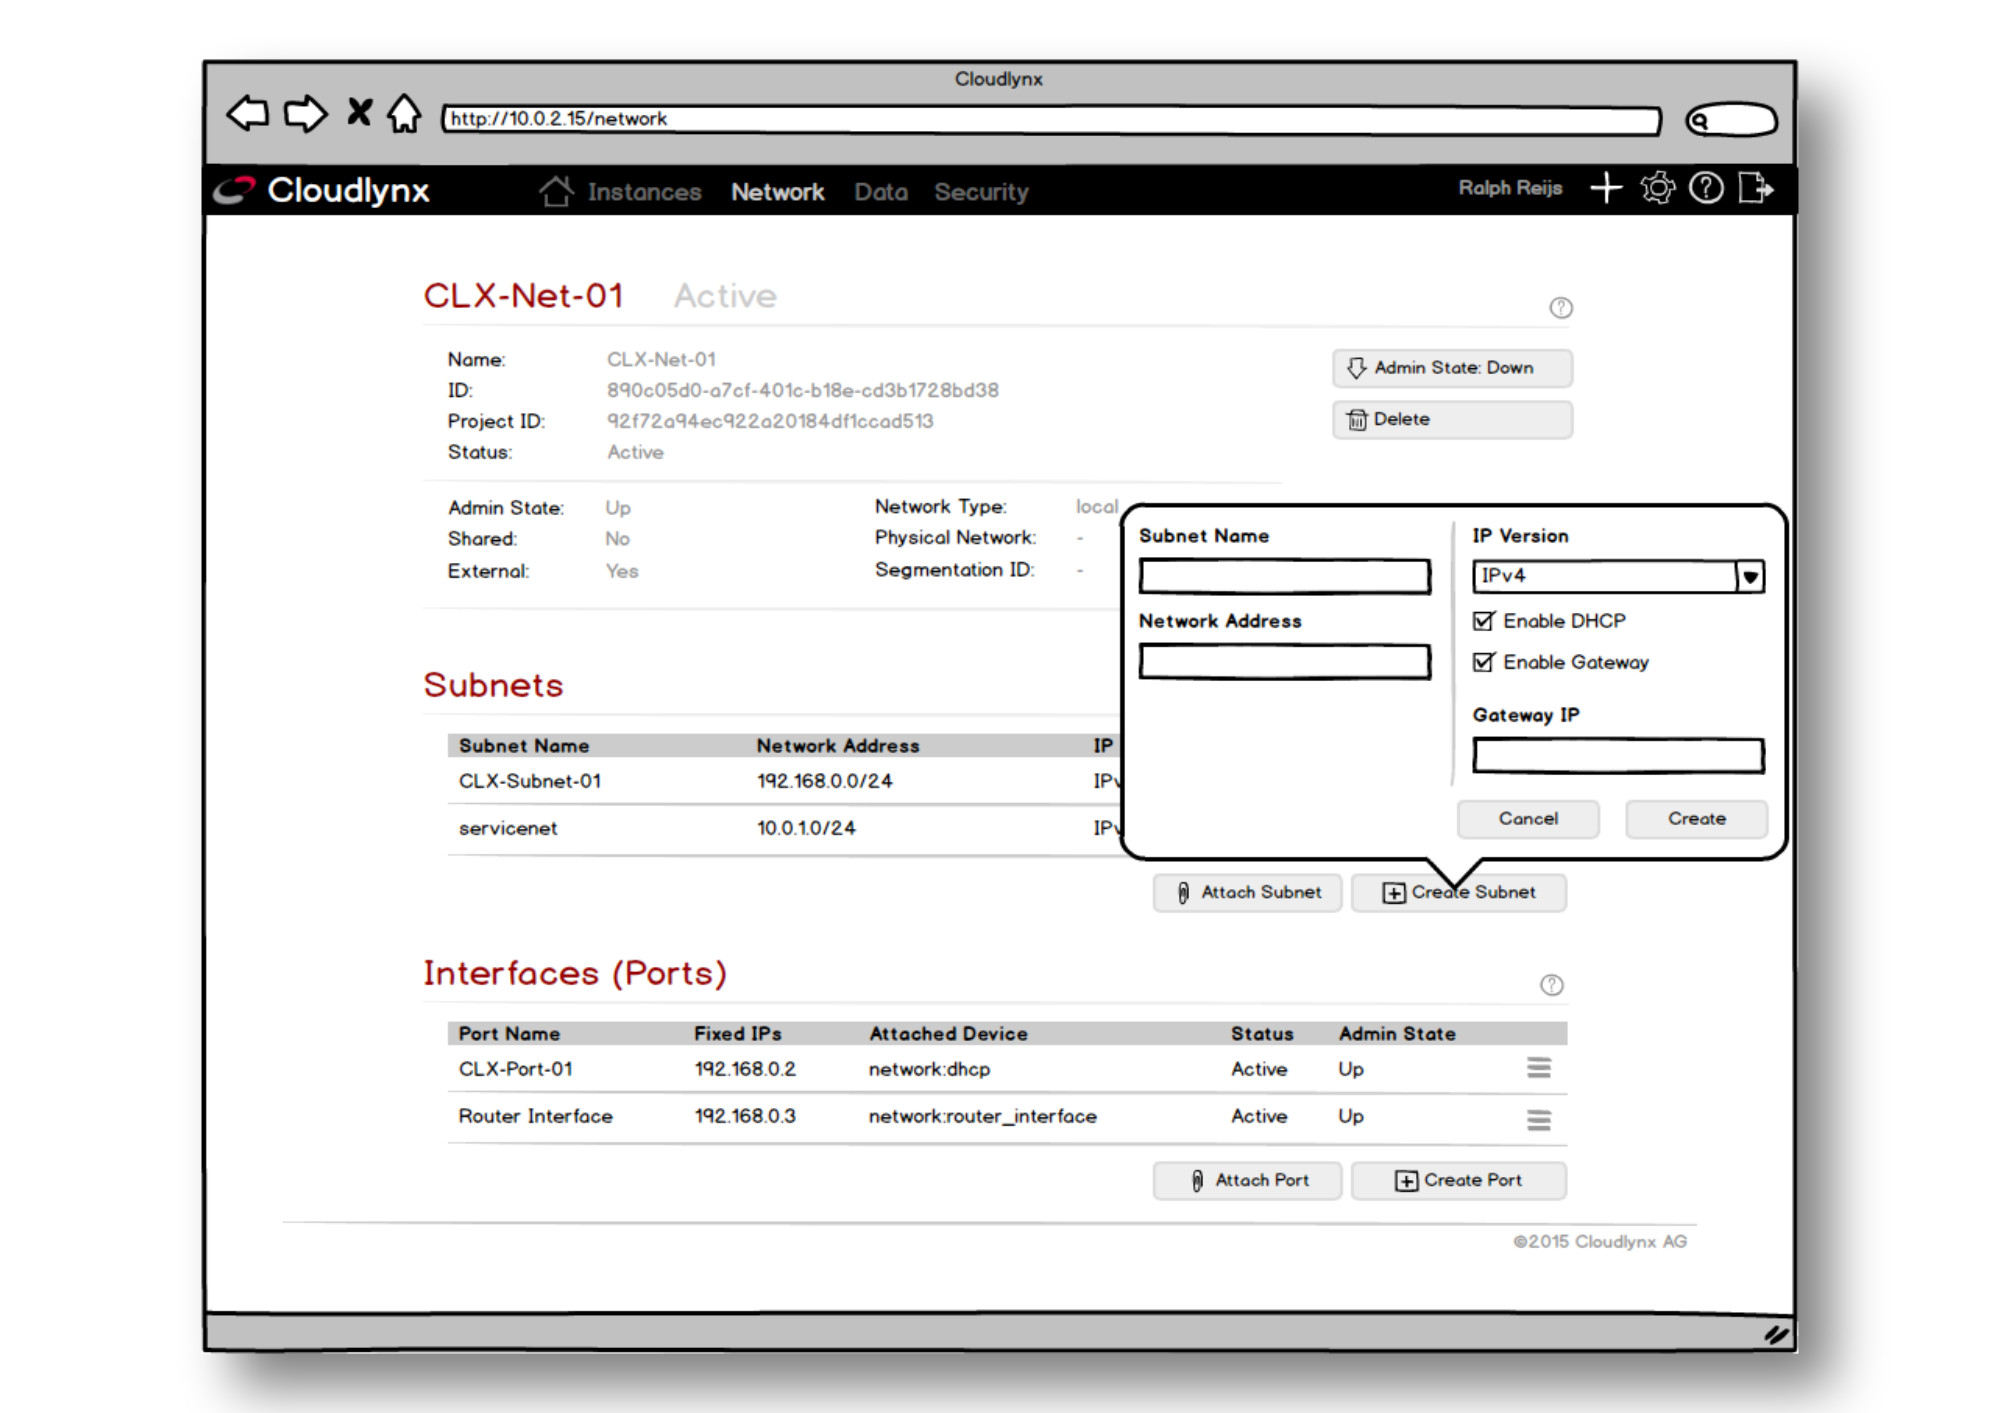 Cloudlynx
http://10.0.2.15/network
Cloudlynx Instances Network Data Security Ralph Reijs
CLX-Net-01 Active
Name: CLX-Net-01
ID: 890c05d0-a7cf-401c-b18e-cd3b1728bd38
Project ID: 92f72a94ec922a20184df1ccad513
Status: Active
Admin State: Down
Delete
Admin State: Up Network Type: local
Shared: No Physical Network: -
External: Yes Segmentation ID: -
Subnet Name IP Version
IPv4
Network Address Enable DHCP
Enable Gateway
Gateway IP
Cancel Create
Subnets
Subnet Name Network Address IP
CLX-Subnet-01 192.168.0.0/24 IPv
servicenet 10.0.1.0/24 IPv
Attach Subnet Create Subnet
Interfaces (Ports)
Port Name Fixed IPs Attached Device Status Admin State
CLX-Port-01 192.168.0.2 network:dhcp Active Up
Router Interface 192.168.0.3 network:router_interface Active Up
Attach Port Create Port
©2015 Cloudlynx AG